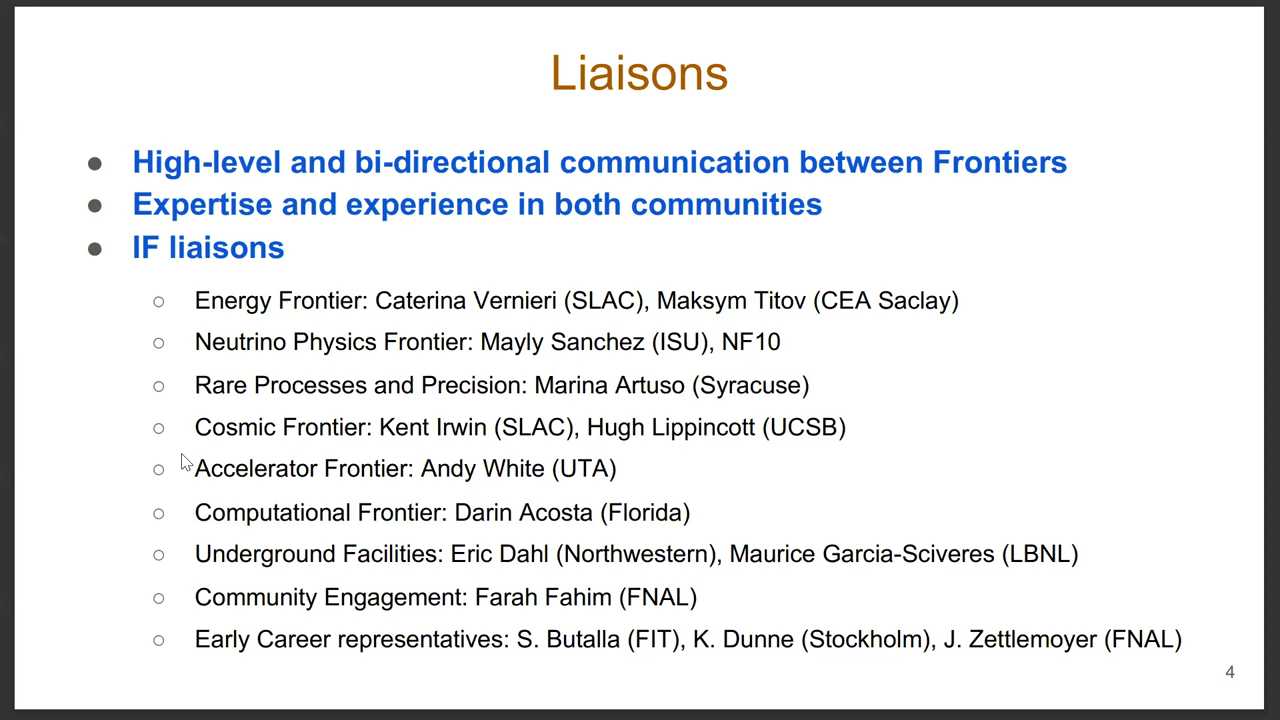 Liaisons
● High-level and bi-directional communication between Frontiers
● Expertise and experience in both communities
● IF liaisons
○ Energy Frontier: Caterina Vernieri (SLAC), Maksym Titov (CEA Saclay)
○ Neutrino Physics Frontier: Mayly Sanchez (ISU), NF10
○ Rare Processes and Precision: Marina Artuso (Syracuse)
○ Cosmic Frontier: Kent Irwin (SLAC), Hugh Lippincott (UCSB)
○ Accelerator Frontier: Andy White (UTA)
○ Computational Frontier: Darin Acosta (Florida)
○ Underground Facilities: Eric Dahl (Northwestern), Maurice Garcia-Sciveres (LBNL)
○ Community Engagement: Farah Fahim (FNAL)
○ Early Career representatives: S. Butalla (FIT), K. Dunne (Stockholm), J. Zettlemoyer (FNAL)
4